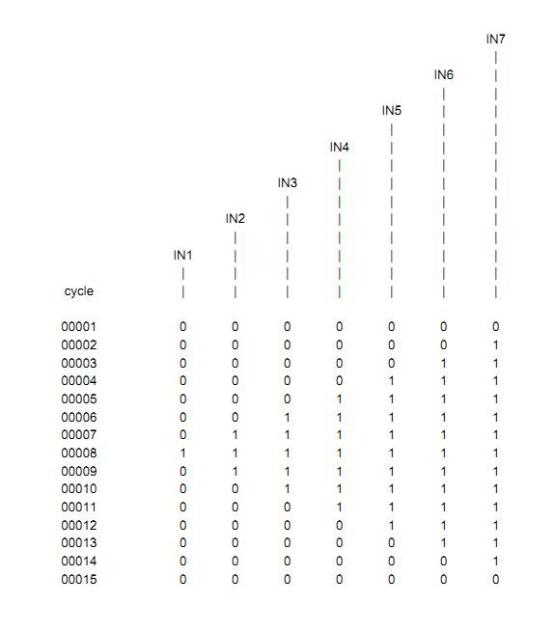 IN7
IN6
IN5
IN4
IN3
IN2
IN1
cycle
00001 0 0 0 0 0 0 0
00002 0 0 0 0 0 0 1
00003 0 0 0 0 0 1 1
00004 0 0 0 0 1 1 1
00005 0 0 0 1 1 1 1
00006 0 0 1 1 1 1 1
00007 0 1 1 1 1 1 1
00008 1 1 1 1 1 1 1
00009 0 1 1 1 1 1 1
00010 0 0 1 1 1 1 1
00011 0 0 0 1 1 1 1
00012 0 0 0 0 1 1 1
00013 0 0 0 0 0 1 1
00014 0 0 0 0 0 0 1
00015 0 0 0 0 0 0 0